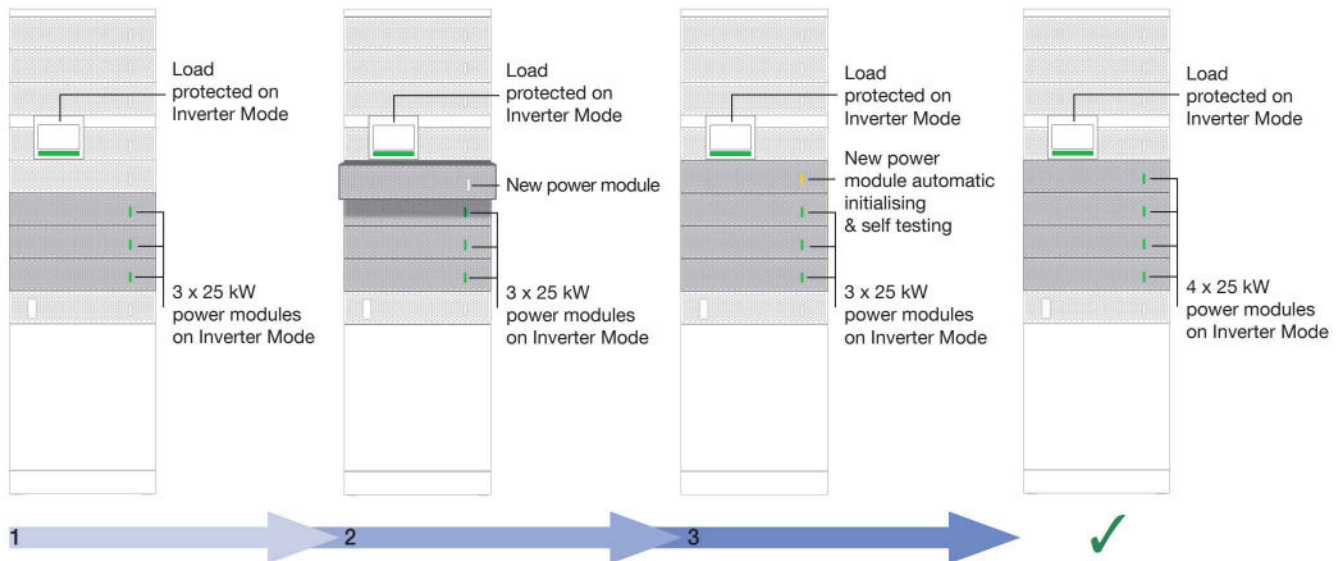 Load
protected on
Inverter Mode
3 x 25 kW
power modules
on Inverter Mode
Load
protected on
Inverter Mode
New power module
3 x 25 kW
power modules
on Inverter Mode
Load
protected on
Inverter Mode
New power
module automatic
initialising
& self testing
3 x 25 kW
power modules
on Inverter Mode
Load
protected on
Inverter Mode
4 x 25 kW
power modules
on Inverter Mode
1
2
3